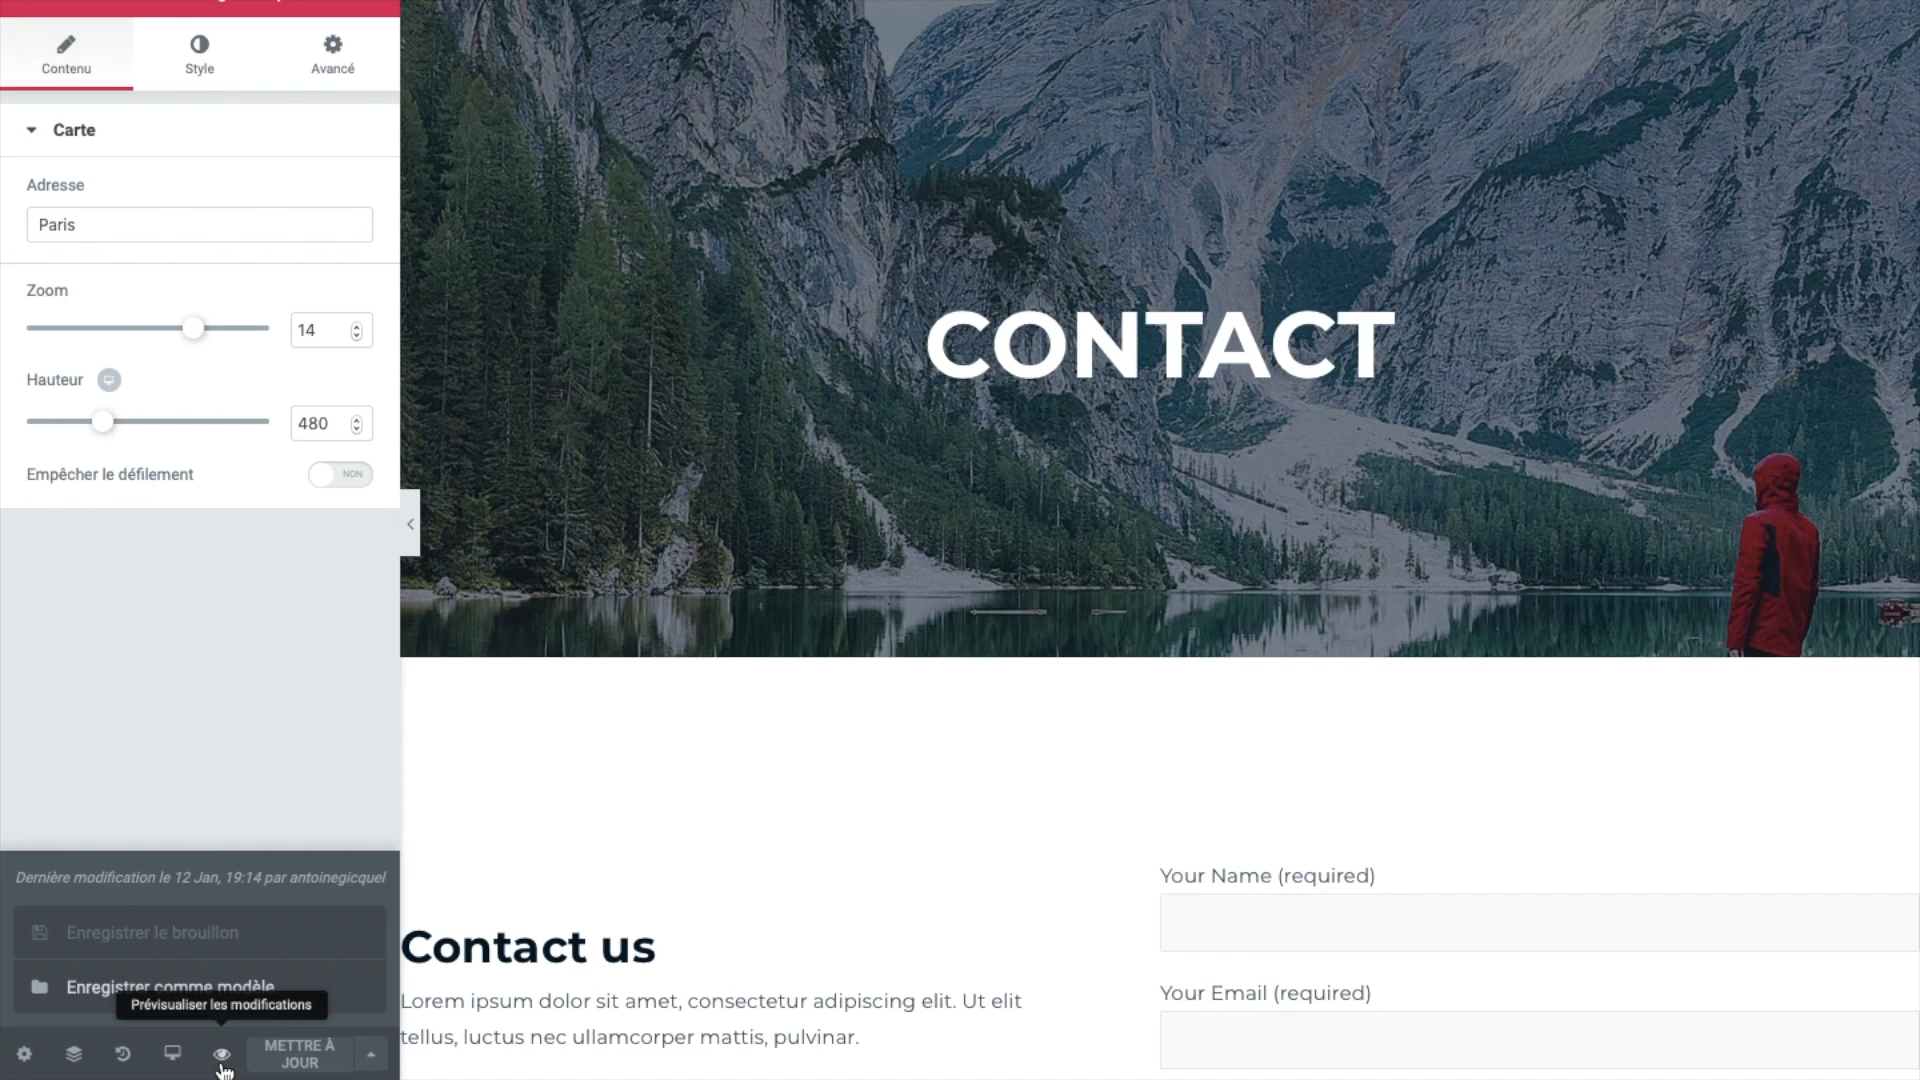 Contenu
Style
Avancé
Carte
Adresse
Paris
Zoom
14
Hauteur
480
Empêcher le défilement
NON
Dernière modification le 12 Jan, 19:14 par antoinegicquel
Enregistrer le brouillon
Enregistrer comme modèle
Prévisualiser les modifications
METTRE À
JOUR
CONTACT
Contact us
Lorem ipsum dolor sit amet, consectetur adipiscing elit. Ut elit
tellus, luctus nec ullamcorper mattis, pulvinar.
Your Name (required)
Your Email (required)